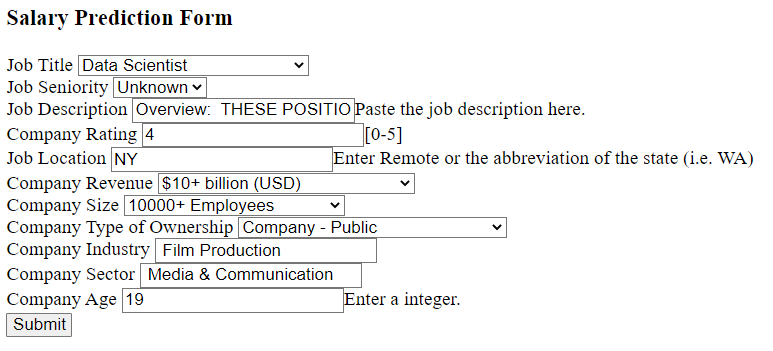 Salary Prediction Form
Job Title Data Scientist
Job Seniority Unknown
Job Description Overview: THESE POSITIO Paste the job description here.
Company Rating 4 [0-5]
Job Location NY Enter Remote or the abbreviation of the state (i.e. WA)
Company Revenue $10+ billion (USD)
Company Size 10000+ Employees
Company Type of Ownership Company - Public
Company Industry Film Production
Company Sector Media & Communication
Company Age 19 Enter a integer.
Submit